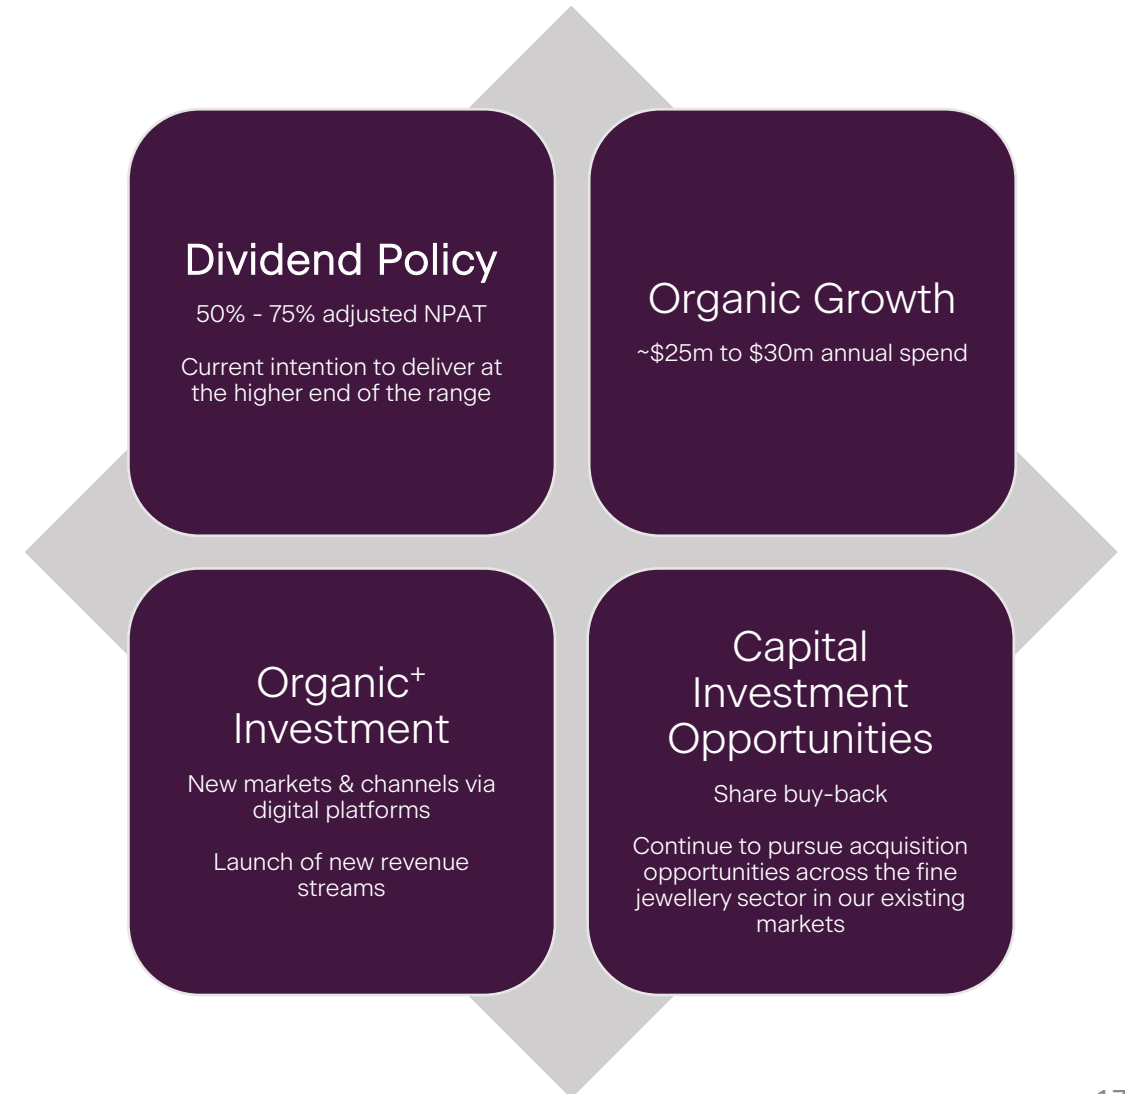 Dividend Policy
50% - 75% adjusted NPAT
Current intention to deliver at
the higher end of the range
Organic Growth
~$25m to $30m annual spend
Organic⁺
Investment
New markets & channels via
digital platforms
Launch of new revenue
streams
Capital
Investment
Opportunities
Share buy-back
Continue to pursue acquisition
opportunities across the fine
jewellery sector in our existing
markets